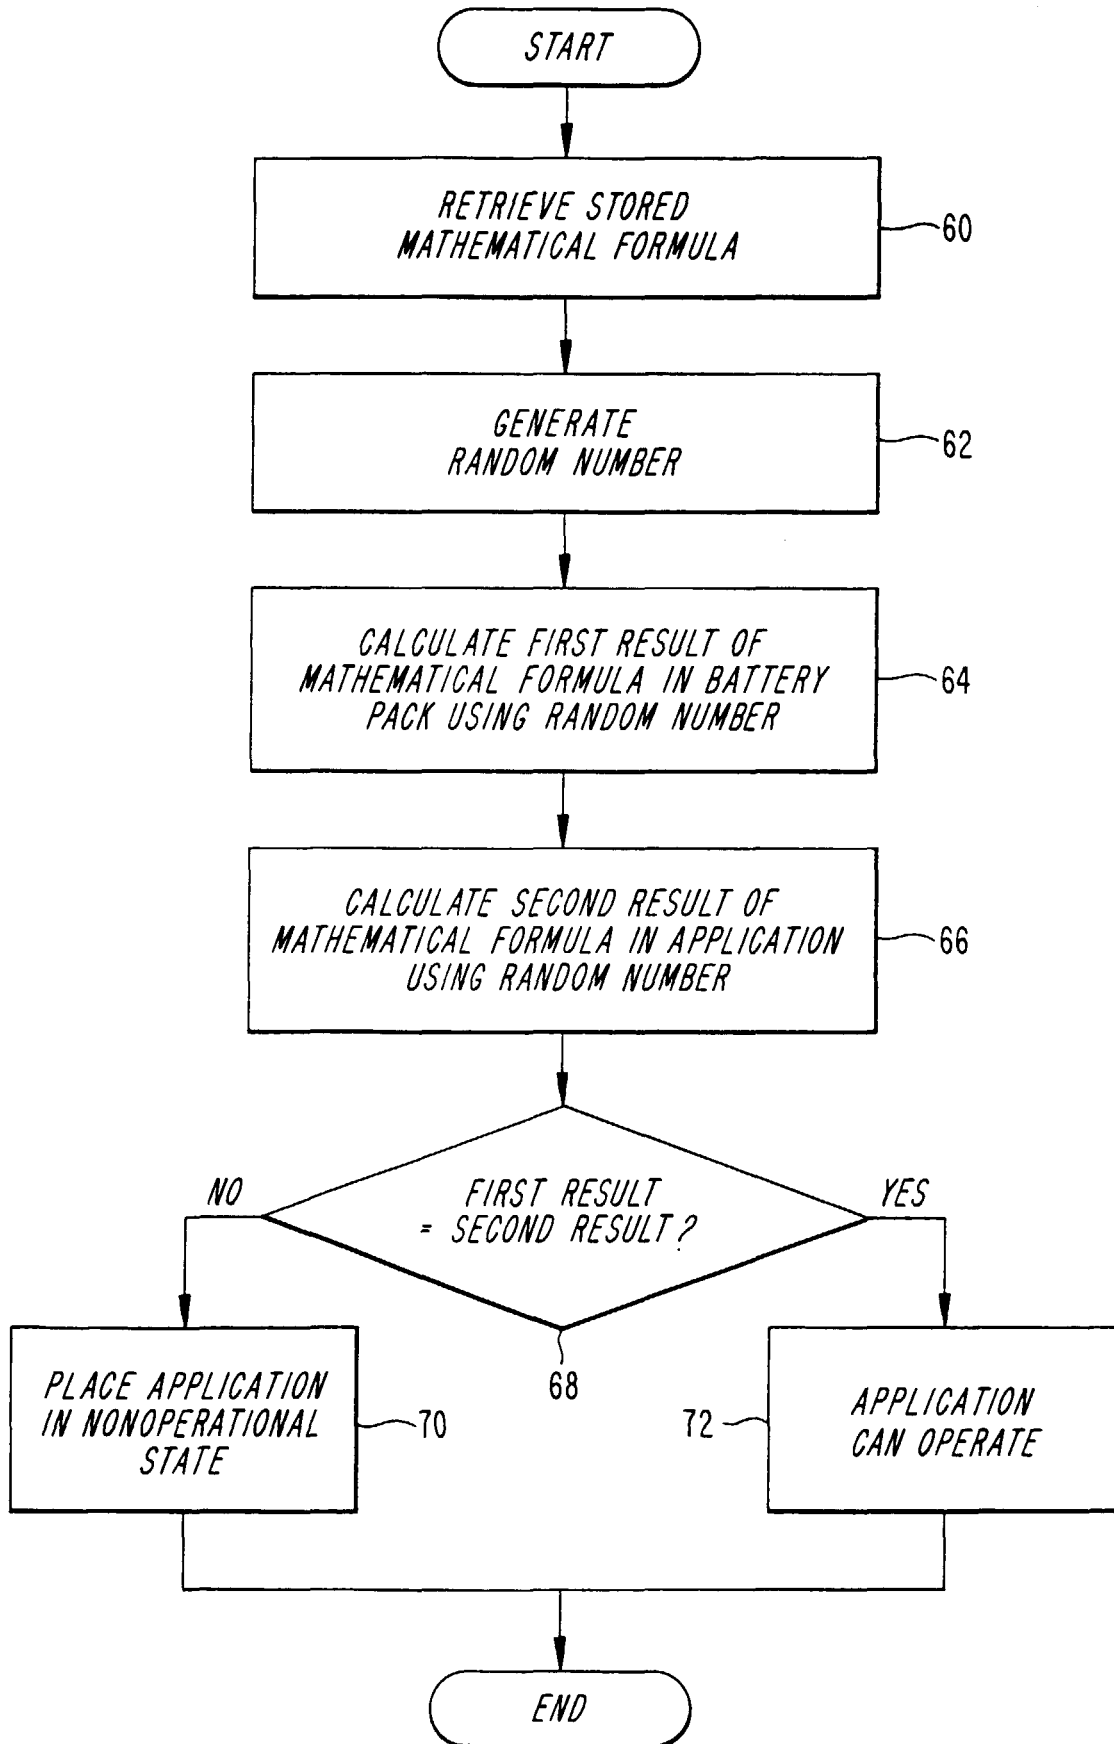 START
RETRIEVE STORED
MATHEMATICAL FORMULA
60
GENERATE
RANDOM NUMBER
62
CALCULATE FIRST RESULT OF
MATHEMATICAL FORMULA IN BATTERY
PACK USING RANDOM NUMBER
64
CALCULATE SECOND RESULT OF
MATHEMATICAL FORMULA IN APPLICATION
USING RANDOM NUMBER
66
NO
FIRST RESULT
= SECOND RESULT?
YES
68
PLACE APPLICATION
IN NONOPERATIONAL
STATE
70
72
APPLICATION
CAN OPERATE
END